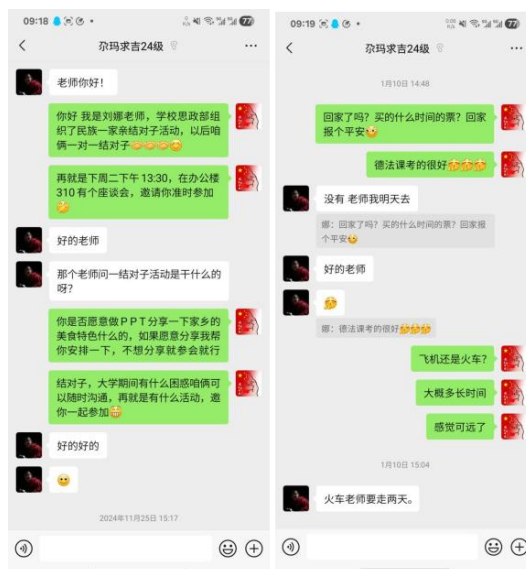 09:18
77
尕玛求吉24级
老师你好！
你好 我是刘娜老师，学校思政部组
织了民族一家亲结对子活动，以后咱
俩一对一结对子
再就是下周二下午 13:30，在办公楼
310 有个座谈会，邀请你准时参加
好的老师
那个老师问一结对子活动是干什么的
呀？
你是否愿意做ＰＰＴ分享一下家乡的
美食特色什么的，如果愿意分享我帮
你安排一下，不想分享就参会就行
结对子，大学期间有什么困惑咱俩可
以随时沟通，再就是有什么活动，邀
你一起参加
好的好的
2024年11月25日 15:17
09:19
77
尕玛求吉24级
1月10日 14:48
回家了吗？买的什么时间的票？回家
报个平安
德法课考的很好
没有 老师我明天去
娜：回家了吗？买的什么时间的票？回家报
个平安
好的老师
娜：德法课考的很好
飞机还是火车？
大概多长时间
感觉可远了
1月10日 15:04
火车老师要走两天。